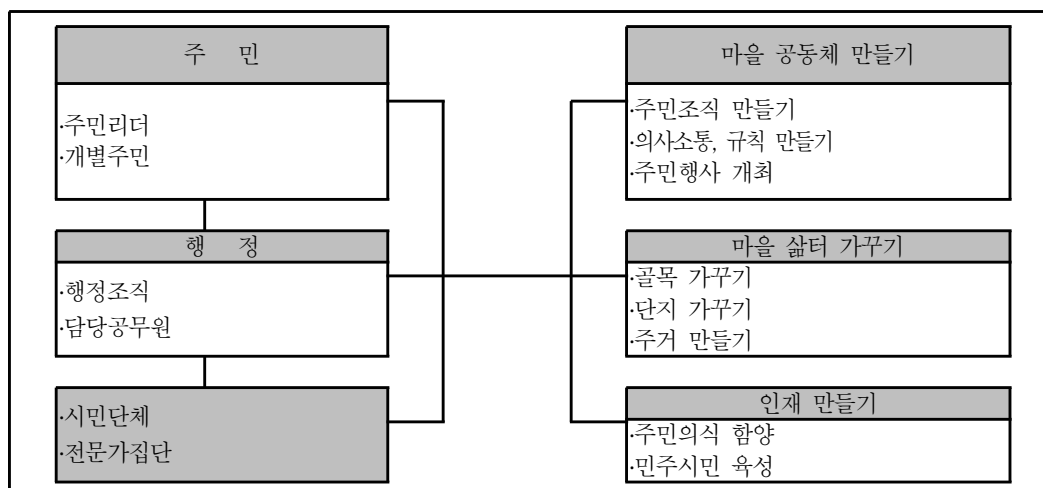 주 민
·주민리더
·개별주민
행 정
·행정조직
·담당공무원
·시민단체
·전문가집단
마을 공동체 만들기
·주민조직 만들기
·의사소통, 규칙 만들기
·주민행사 개최
마을 삶터 가꾸기
·골목 가꾸기
·단지 가꾸기
·주거 만들기
인재 만들기
·주민의식 함양
·민주시민 육성